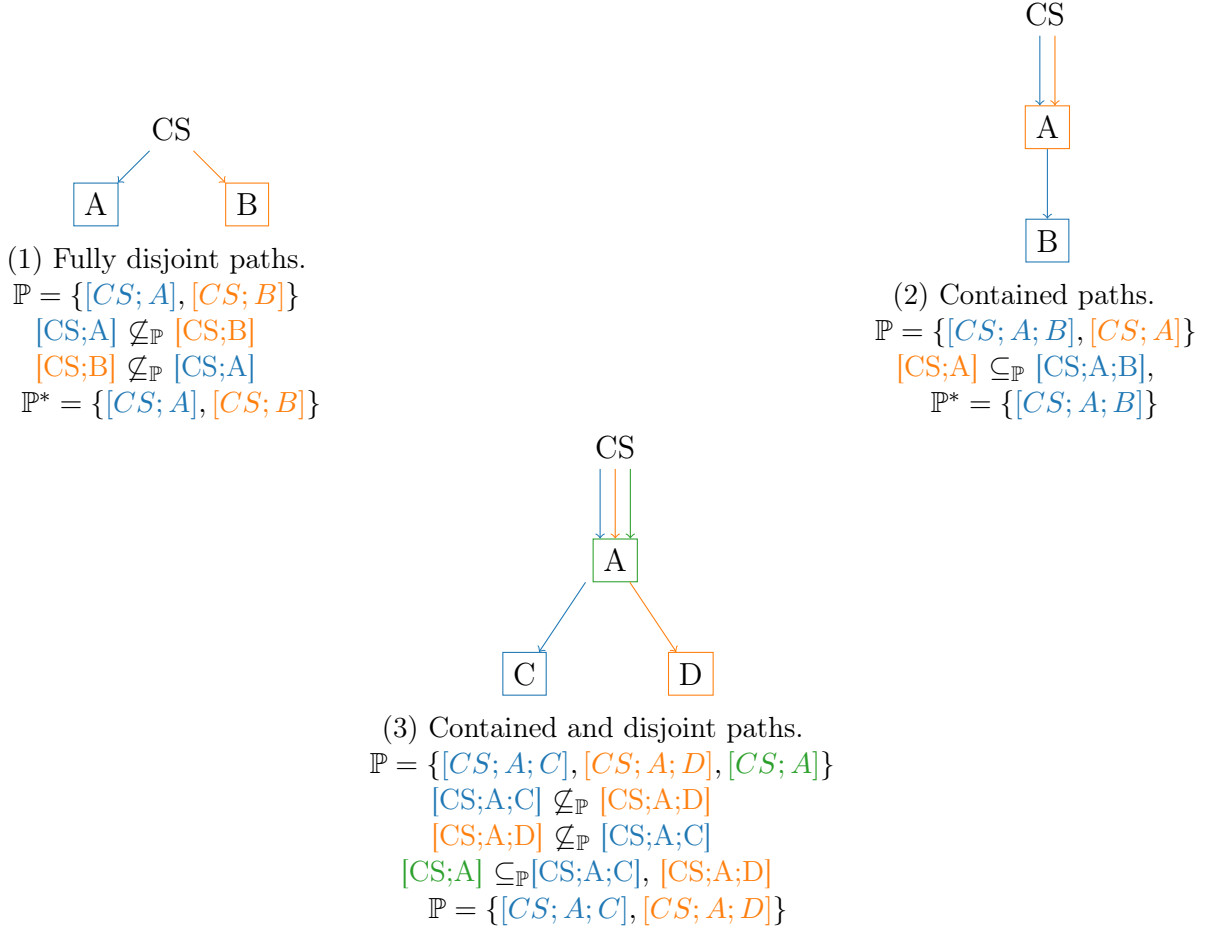 CS
A
B
(1) Fully disjoint paths.
ℙ = {[CS; A], [CS; B]}
[CS;A] ⊈ℙ [CS;B]
[CS;B] ⊈ℙ [CS;A]
ℙ* = {[CS; A], [CS; B]}
CS
A
B
(2) Contained paths.
ℙ = {[CS; A; B], [CS; A]}
[CS;A] ⊆ℙ [CS;A;B],
ℙ* = {[CS; A; B]}
CS
A
C
D
(3) Contained and disjoint paths.
ℙ = {[CS; A; C], [CS; A; D], [CS; A]}
[CS;A;C] ⊈ℙ [CS;A;D]
[CS;A;D] ⊈ℙ [CS;A;C]
[CS;A] ⊆ℙ[CS;A;C], [CS;A;D]
ℙ = {[CS; A; C], [CS; A; D]}